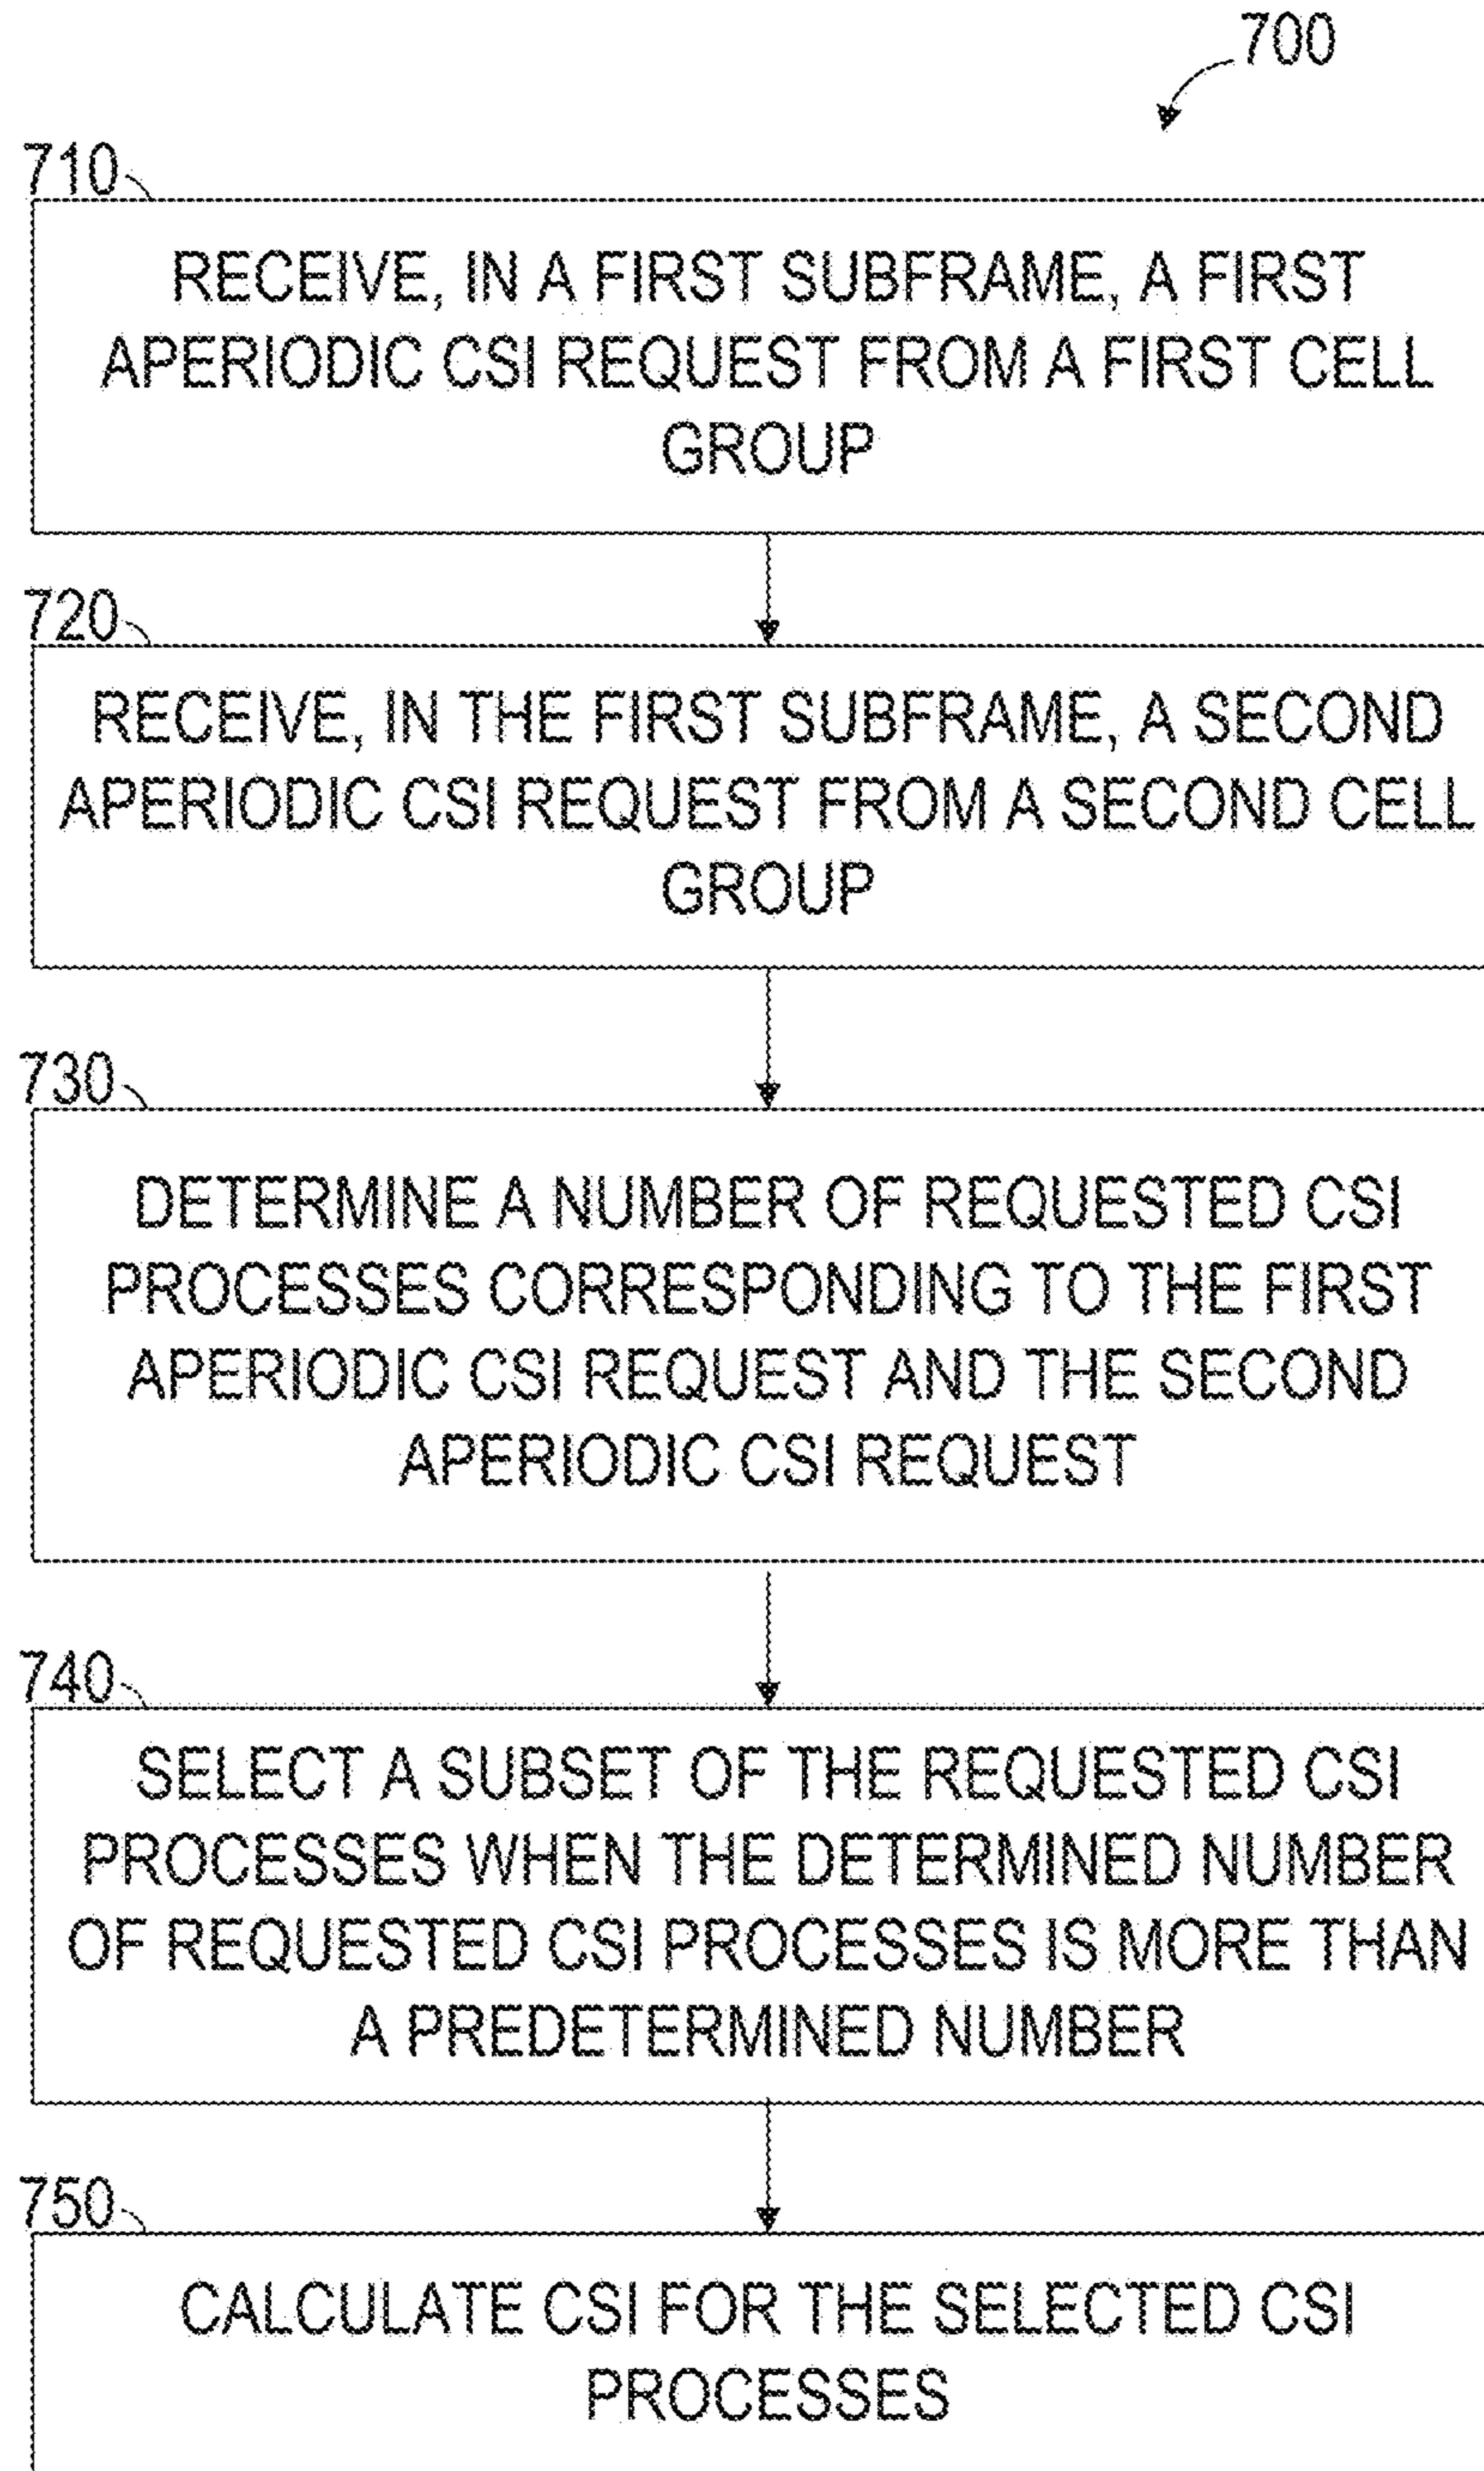 700
710
RECEIVE, IN A FIRST SUBFRAME, A FIRST
APERIODIC CSI REQUEST FROM A FIRST CELL
GROUP
720
RECEIVE, IN THE FIRST SUBFRAME, A SECOND
APERIODIC CSI REQUEST FROM A SECOND CELL
GROUP
730
DETERMINE A NUMBER OF REQUESTED CSI
PROCESSES CORRESPONDING TO THE FIRST
APERIODIC CSI REQUEST AND THE SECOND
APERIODIC CSI REQUEST
740
SELECT A SUBSET OF THE REQUESTED CSI
PROCESSES WHEN THE DETERMINED NUMBER
OF REQUESTED CSI PROCESSES IS MORE THAN
A PREDETERMINED NUMBER
750
CALCULATE CSI FOR THE SELECTED CSI
PROCESSES